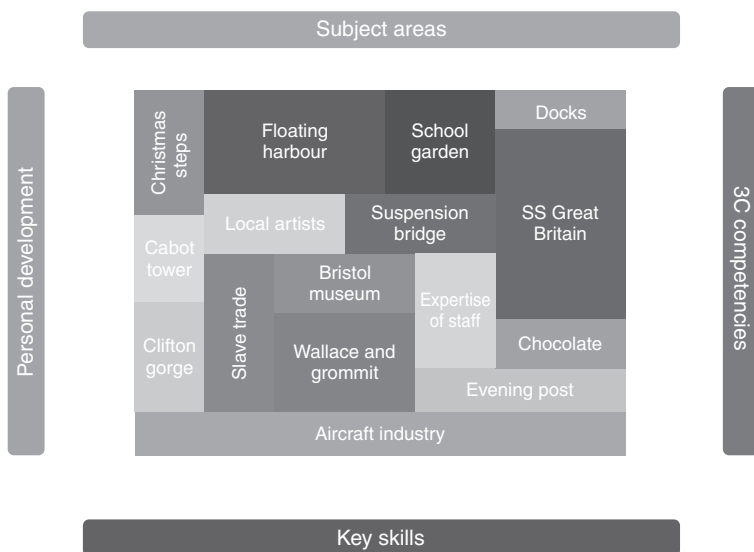 Subject areas
Personal development
Christmas
steps
Floating
harbour
School
garden
Docks
SS Great
Britain
Local artists
Suspension
bridge
Cabot
tower
Slave trade
Bristol
museum
Expertise
of staff
Clifton
gorge
Wallace and
grommit
Chocolate
Evening post
Aircraft industry
3C competencies
Key skills